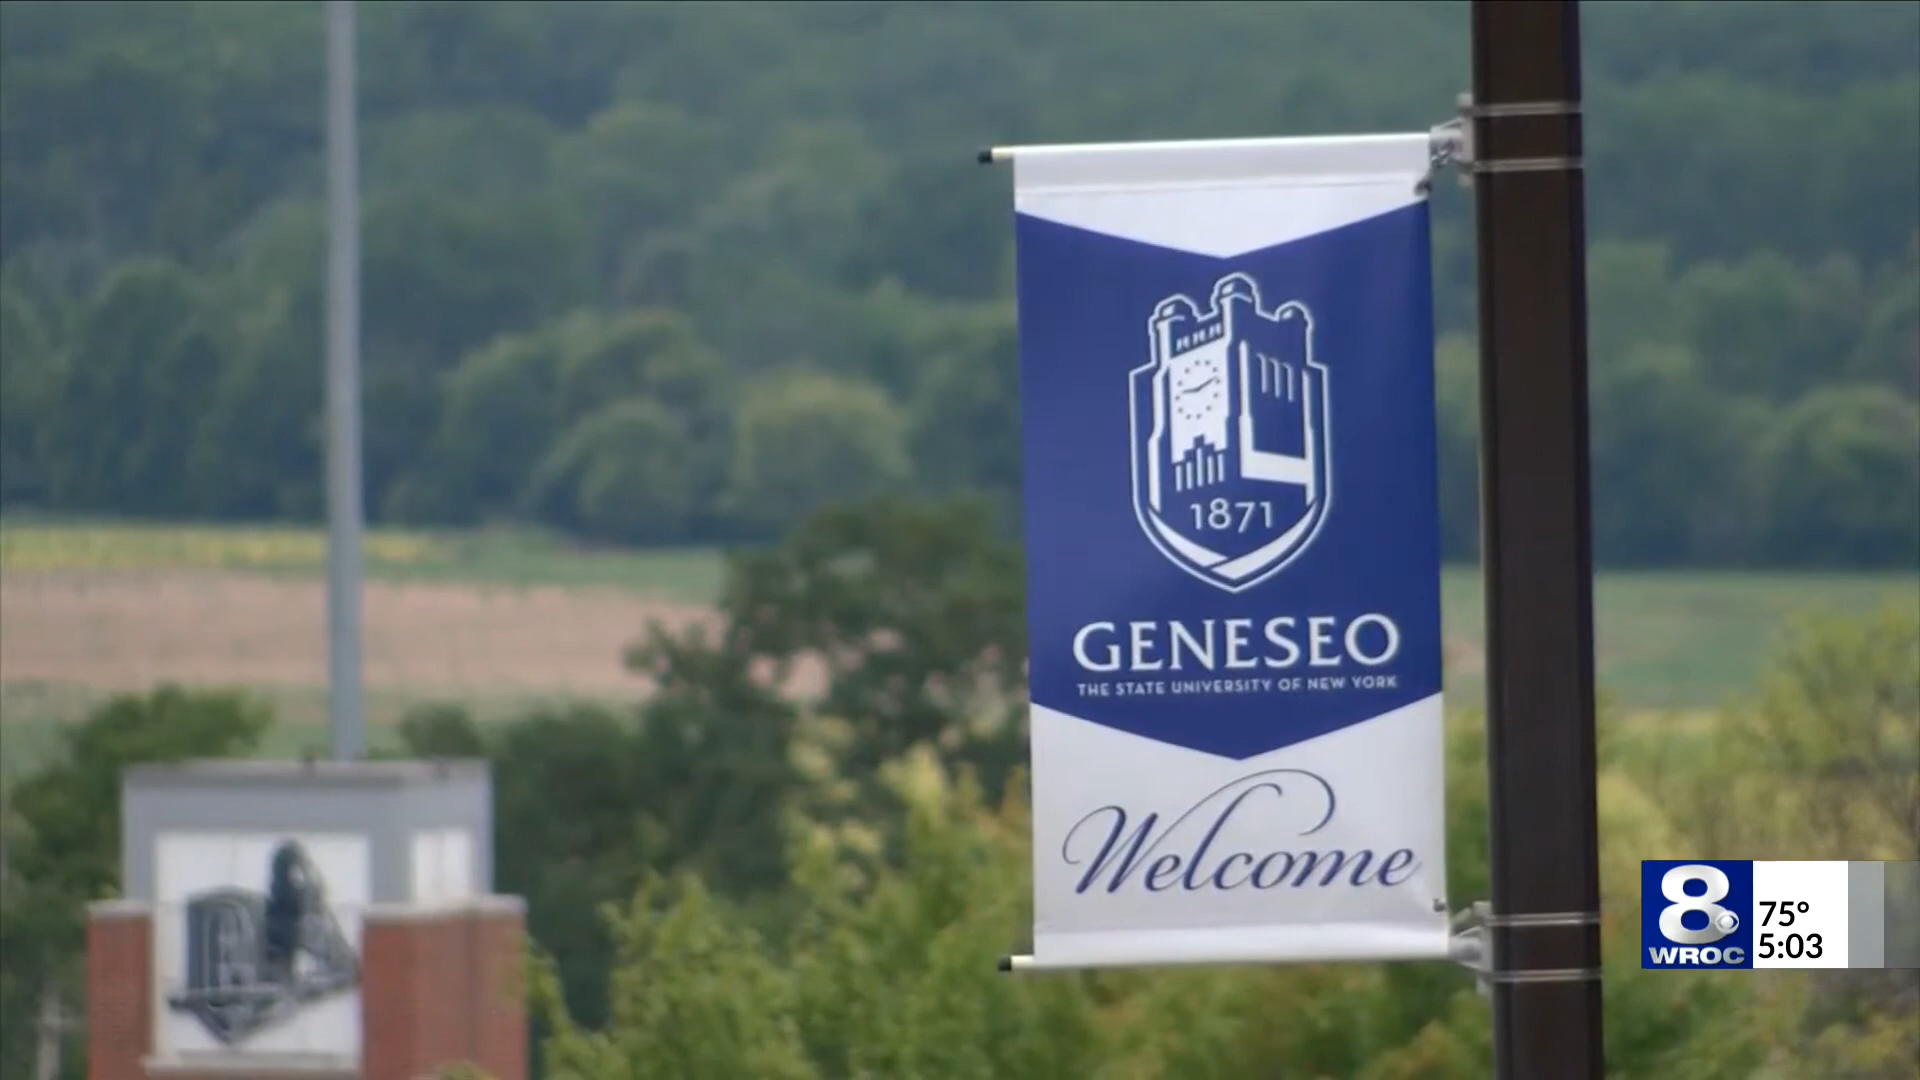 1871
GENESEO
THE STATE UNIVERSITY OF NEW YORK
Welcome
8
WROC
75°
5:03